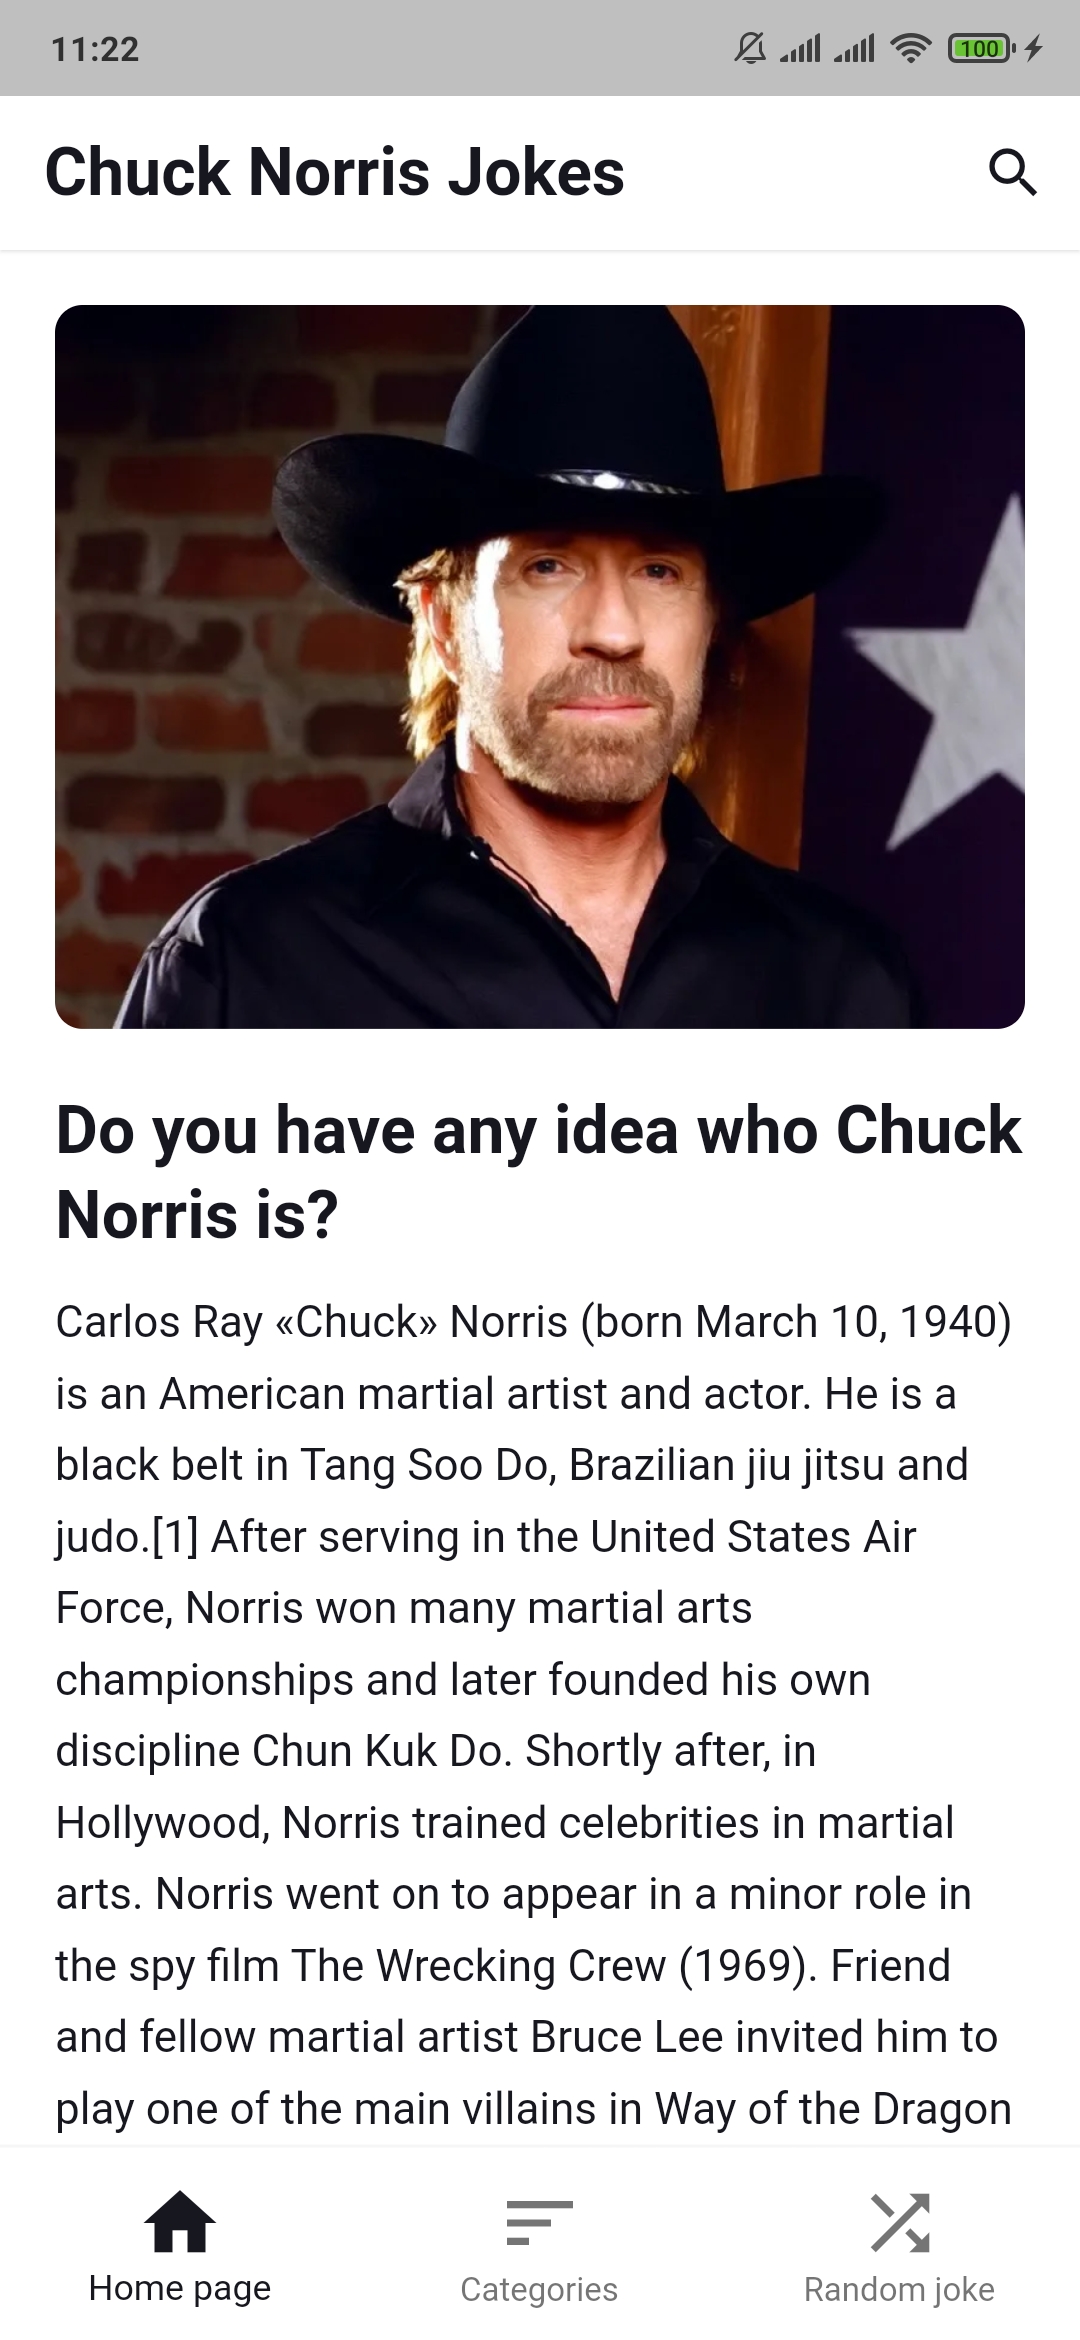 11:22
100
Chuck Norris Jokes
Do you have any idea who Chuck
Norris is?
Carlos Ray «Chuck» Norris (born March 10, 1940)
is an American martial artist and actor. He is a
black belt in Tang Soo Do, Brazilian jiu jitsu and
judo.[1] After serving in the United States Air
Force, Norris won many martial arts
championships and later founded his own
discipline Chun Kuk Do. Shortly after, in
Hollywood, Norris trained celebrities in martial
arts. Norris went on to appear in a minor role in
the spy film The Wrecking Crew (1969). Friend
and fellow martial artist Bruce Lee invited him to
play one of the main villains in Way of the Dragon
Home page
Categories
Random joke